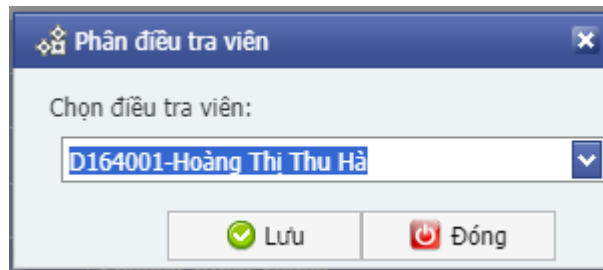 Phân điều tra viên
Chọn điều tra viên:
D164001-Hoàng Thị Thu Hà
Lưu Đóng